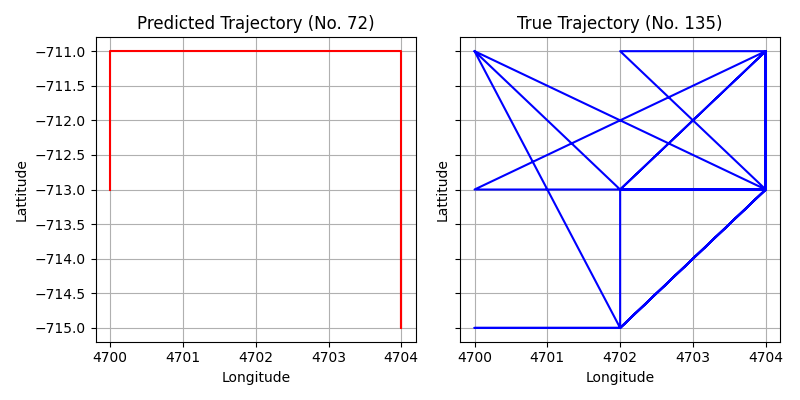 Predicted Trajectory (No. 72)
Lattitude
−711.0
−711.5
−712.0
−712.5
−713.0
−713.5
−714.0
−714.5
−715.0
4700 4701 4702 4703 4704
Longitude
True Trajectory (No. 135)
Lattitude
4700 4701 4702 4703 4704
Longitude